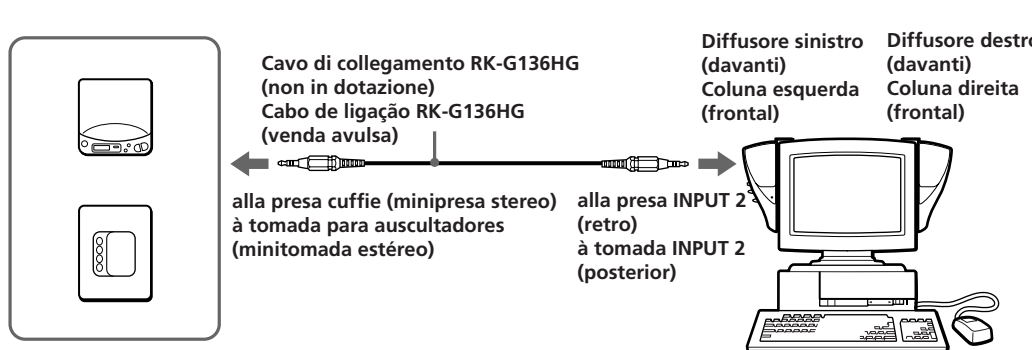 Cavo di collegamento RK-G136HG
(non in dotazione)
Cabo de ligação RK-G136HG
(venda avulsa)
Diffusore sinistro
(davanti)
Coluna esquerda
(frontal)
Diffusore destro
(davanti)
Coluna direita
(frontal)
alla presa cuffie (minipresa stereo)
à tomada para auscultadores
(minitomada estéreo)
alla presa INPUT 2
(retro)
à tomada INPUT 2
(posterior)